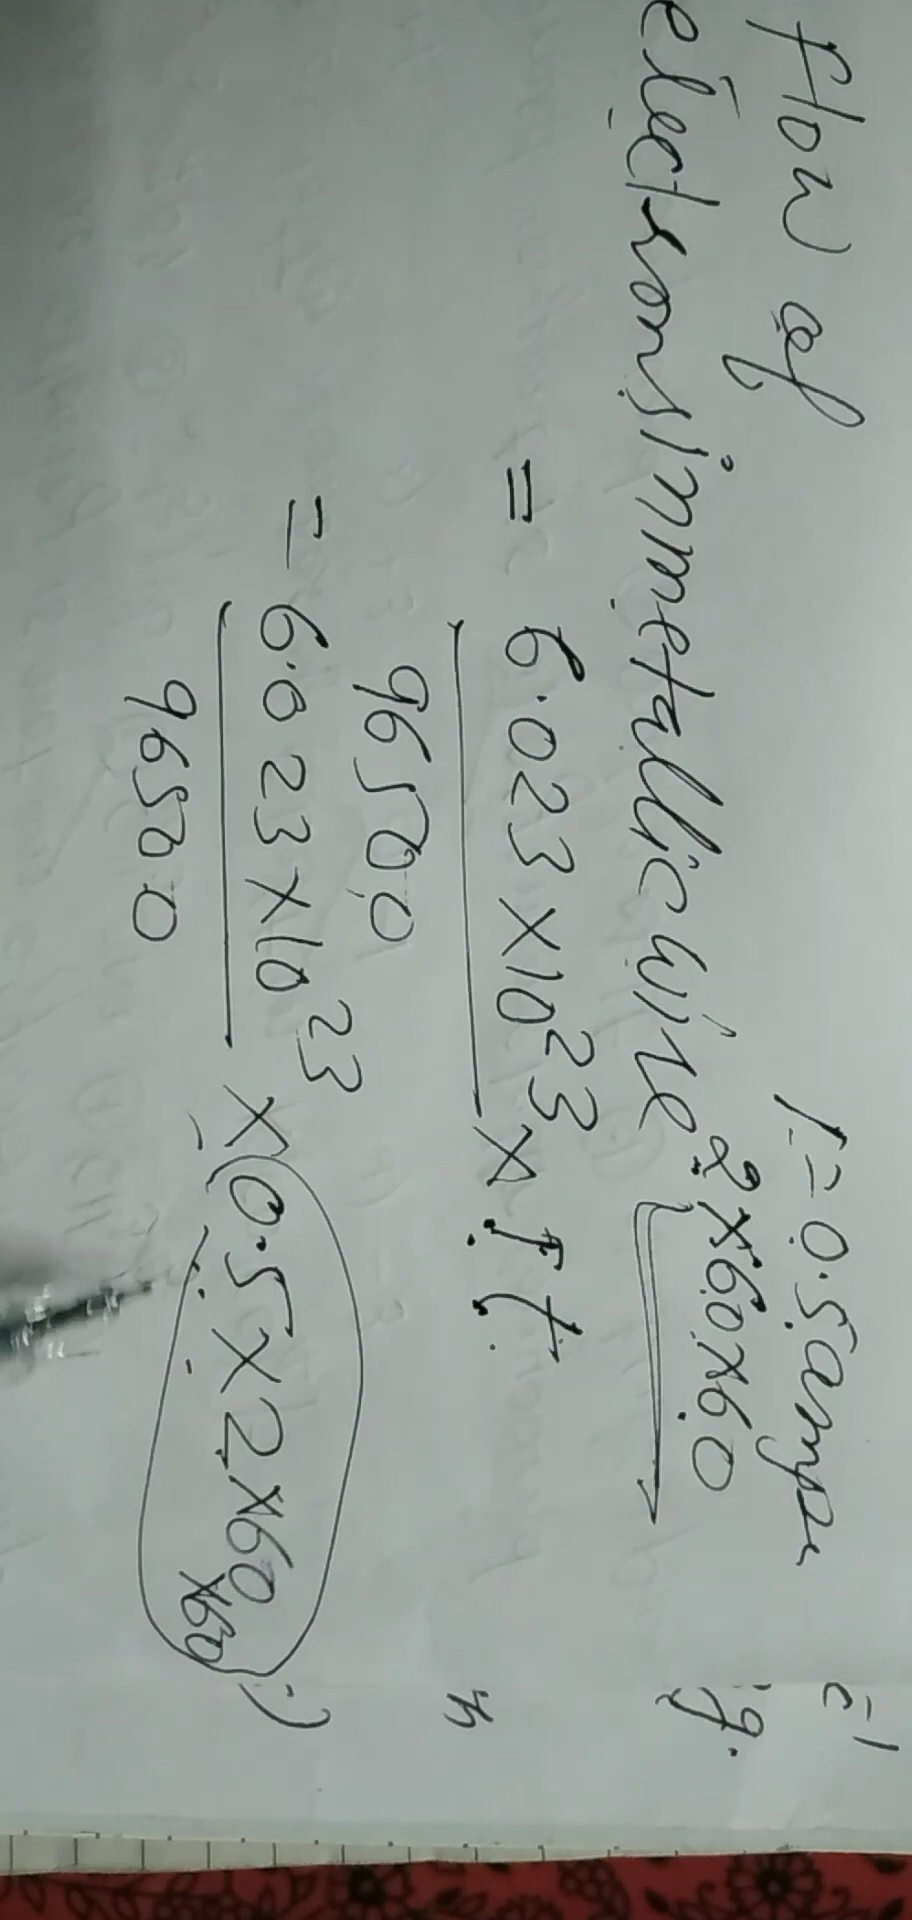 flow of
I = 0.5 ampe
electrons in metallic wire 2×60×60
= 6.023 × 10²³ × I t
96500
= 6.023 × 10²³ × (0.5 × 2 × 60 × 60)
96500